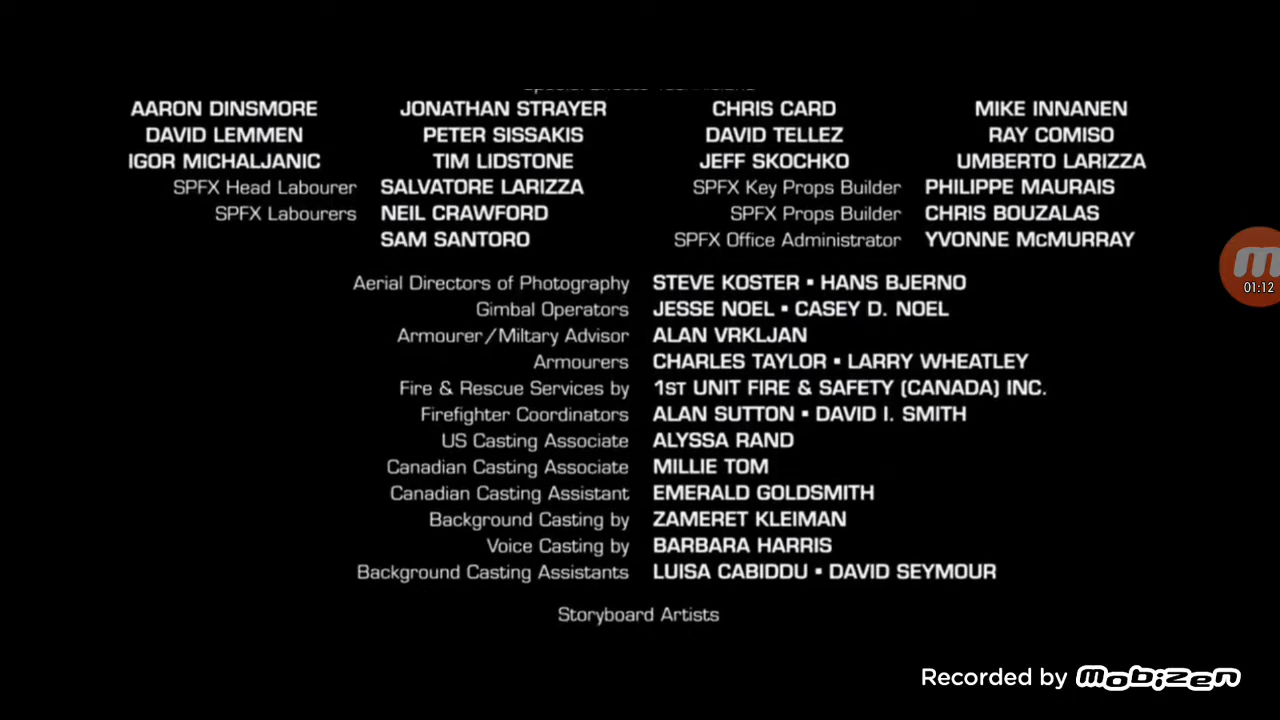 AARON DINSMORE JONATHAN STRAYER CHRIS CARD MIKE INNANEN
DAVID LEMMEN PETER SISSAKIS DAVID TELLEZ RAY COMISO
IGOR MICHALJANIC TIM LIDSTONE JEFF SKOCHKO UMBERTO LARIZZA
SPFX Head Labourer SALVATORE LARIZZA SPFX Key Props Builder PHILIPPE MAURAIS
SPFX Labourers NEIL CRAWFORD SPFX Props Builder CHRIS BOUZALAS
SAM SANTORO SPFX Office Administrator YVONNE McMURRAY
Aerial Directors of Photography STEVE KOSTER ▪ HANS BJERNO
Gimbal Operators JESSE NOEL ▪ CASEY D. NOEL
Armourer/Miltary Advisor ALAN VRKLJAN
Armourers CHARLES TAYLOR ▪ LARRY WHEATLEY
Fire & Rescue Services by 1ST UNIT FIRE & SAFETY (CANADA) INC.
Firefighter Coordinators ALAN SUTTON ▪ DAVID I. SMITH
US Casting Associate ALYSSA RAND
Canadian Casting Associate MILLIE TOM
Canadian Casting Assistant EMERALD GOLDSMITH
Background Casting by ZAMERET KLEIMAN
Voice Casting by BARBARA HARRIS
Background Casting Assistants LUISA CABIDDU ▪ DAVID SEYMOUR
Storyboard Artists
01:12
Recorded by mobizen